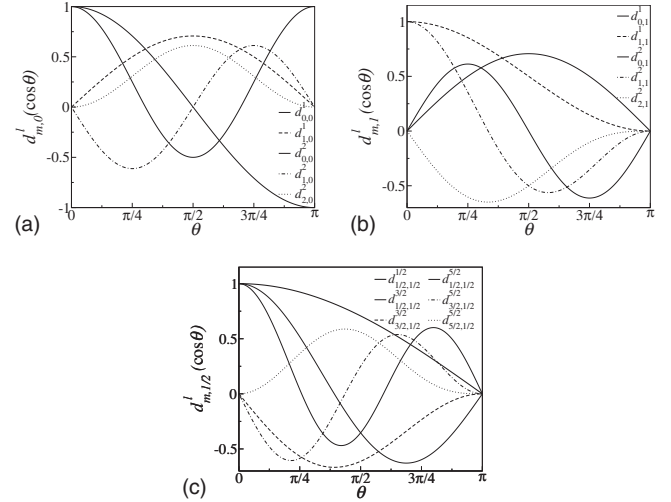 1
0.5
0
-0.5
-1
d^l_{m,0}(cosθ)
d^1_{0,0}
d^1_{1,0}
d^2_{0,0}
d^2_{1,0}
d^2_{2,0}
0 π/4 π/2 3π/4 π
θ
(a)
1
0.5
0
-0.5
d^l_{m,1}(cosθ)
d^1_{0,1}
d^1_{1,1}
d^2_{0,1}
d^2_{1,1}
d^2_{2,1}
0 π/4 π/2 3π/4 π
θ
(b)
1
0.5
0
-0.5
d^l_{m,1/2}(cosθ)
d^{1/2}_{1/2,1/2} d^{5/2}_{1/2,1/2}
d^{3/2}_{1/2,1/2} d^{5/2}_{3/2,1/2}
d^{3/2}_{3/2,1/2} d^{5/2}_{5/2,1/2}
0 π/4 π/2 3π/4 π
θ
(c)